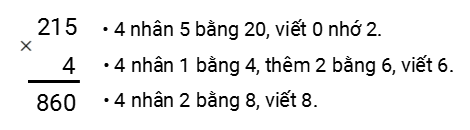 215 • 4 nhân 5 bằng 20, viết 0 nhớ 2.
×
4 • 4 nhân 1 bằng 4, thêm 2 bằng 6, viết 6.
860 • 4 nhân 2 bằng 8, viết 8.